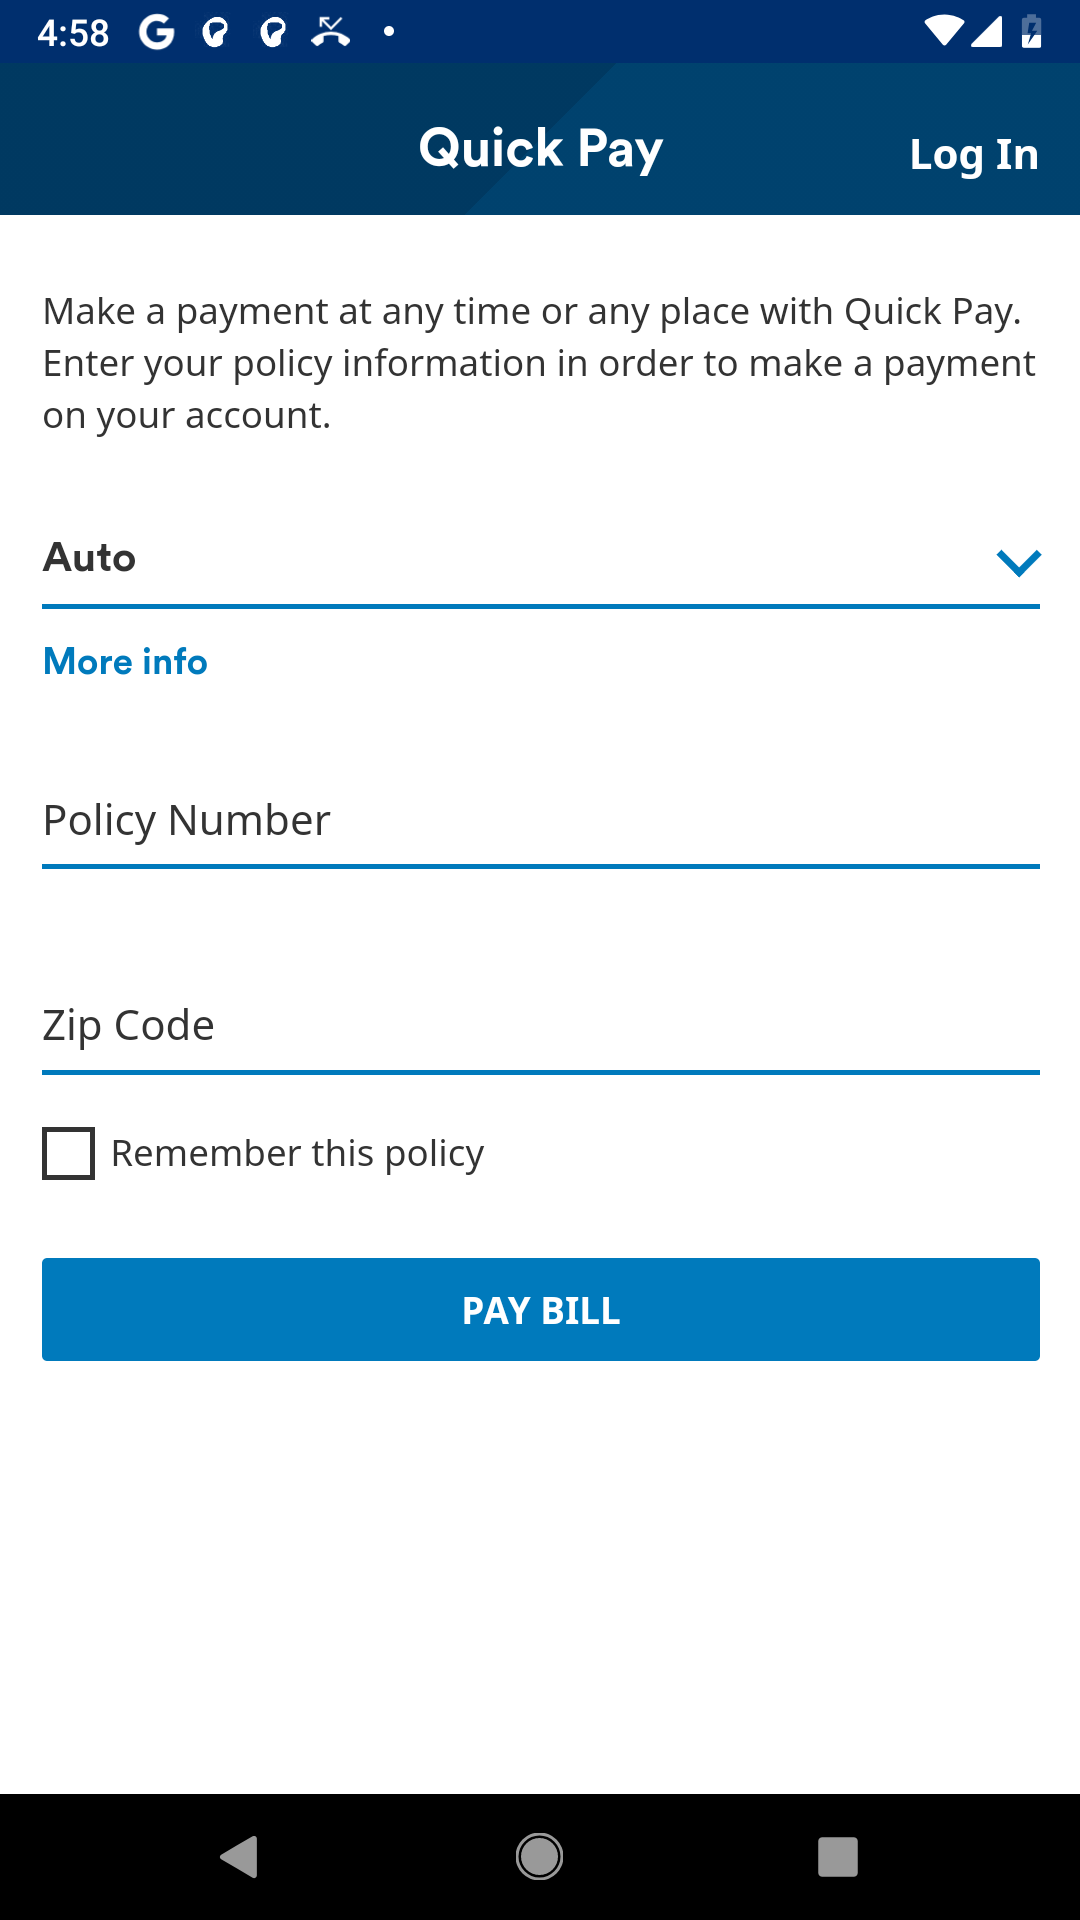 4:58
Quick Pay
Log In
Make a payment at any time or any place with Quick Pay.
Enter your policy information in order to make a payment
on your account.
Auto
More info
Policy Number
Zip Code
Remember this policy
PAY BILL